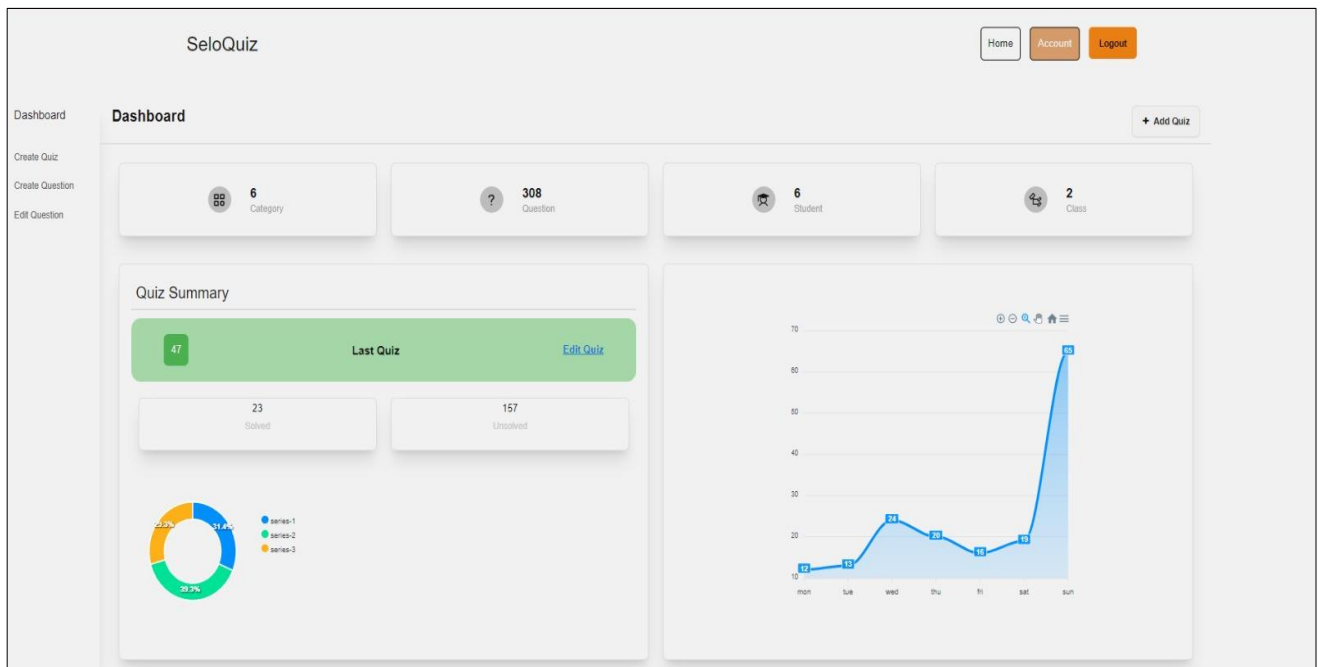 SeloQuiz
Home Account Logout
Dashboard
Create Quiz
Create Question
Edit Question
Dashboard
+ Add Quiz
6
Category
? 308
Question
6
Student
2
Class
Quiz Summary
47 Last Quiz Edit Quiz
23
Solved
157
Unsolved
31.4%
39.3%
series-1
series-2
series-3
70
60
50
40
30
20
10
12
13
24
20
16
19
65
mon tue wed thu fri sat sun